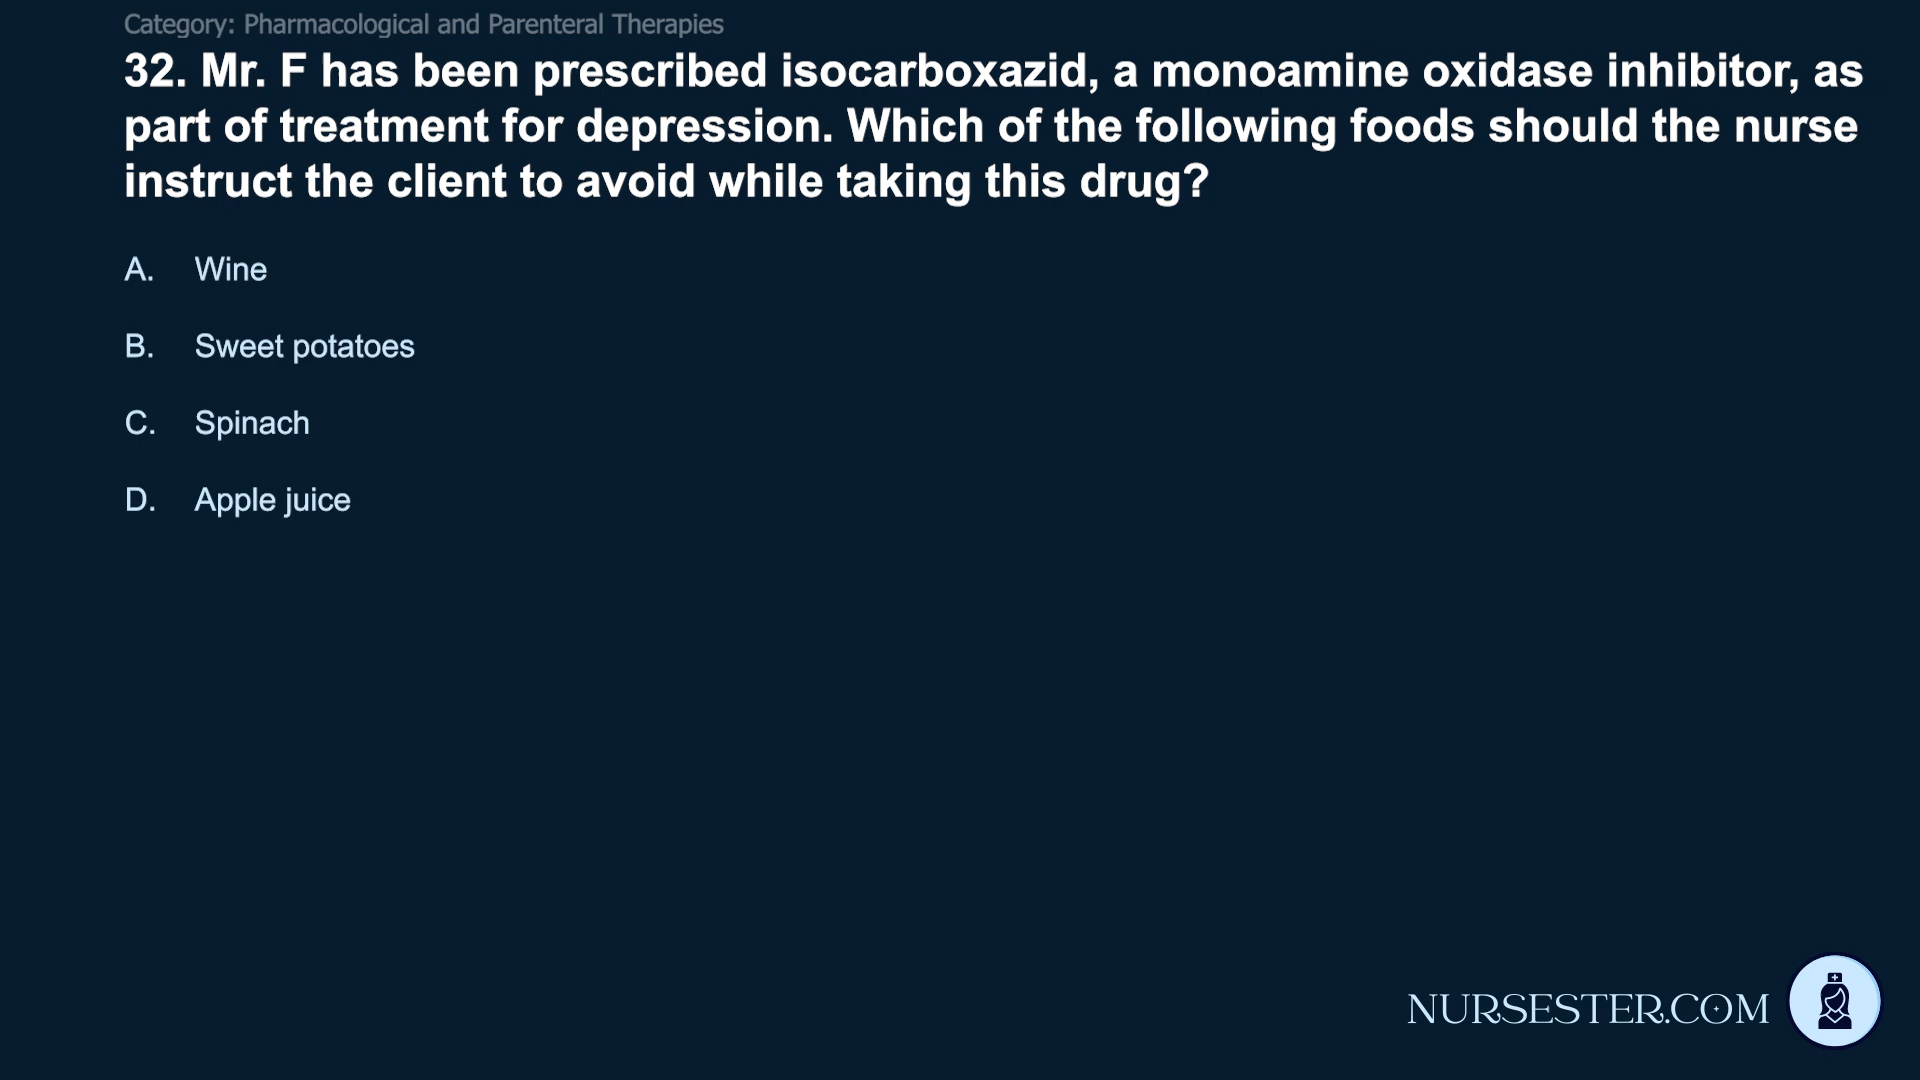 Category: Pharmacological and Parenteral Therapies
32. Mr. F has been prescribed isocarboxazid, a monoamine oxidase inhibitor, as
part of treatment for depression. Which of the following foods should the nurse
instruct the client to avoid while taking this drug?
A. Wine
B. Sweet potatoes
C. Spinach
D. Apple juice
NURSESTER.COM